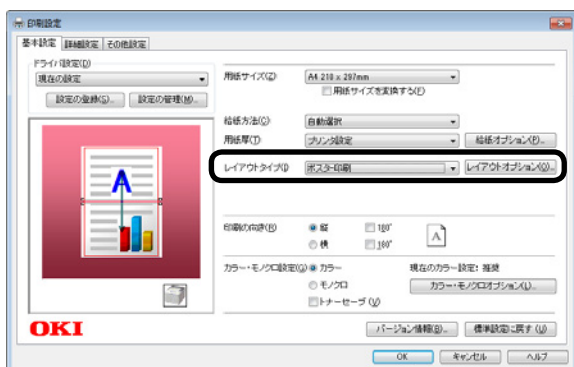 印刷設定
基本設定 詳細設定 その他設定
ドライバ設定(D)
現在の設定
設定の登録(S)... 設定の管理(M)...
用紙サイズ(Z) A4 210 x 297mm
用紙サイズを変換する(F)
給紙方法(C) 自動選択
用紙厚(T) プリンタ設定 給紙オプション(P)...
レイアウトタイプ(I) ポスター印刷 レイアウトオプション(O)...
A
印刷の向き(R) 縦 180°
横 180°
A
カラー・モノクロ設定(G) カラー 現在のカラー設定: 推奨
モノクロ カラー・モノクロオプション(L)...
トナーセーブ(V)
OKI
バージョン情報(B)... 標準設定に戻す(U)
OK キャンセル ヘルプ